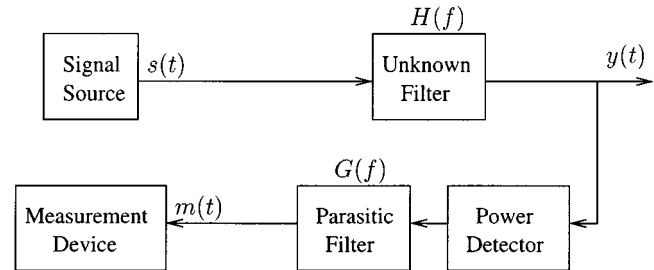 H(f)
Signal
Source
s(t)
Unknown
Filter
y(t)
G(f)
Measurement
Device
m(t)
Parasitic
Filter
Power
Detector